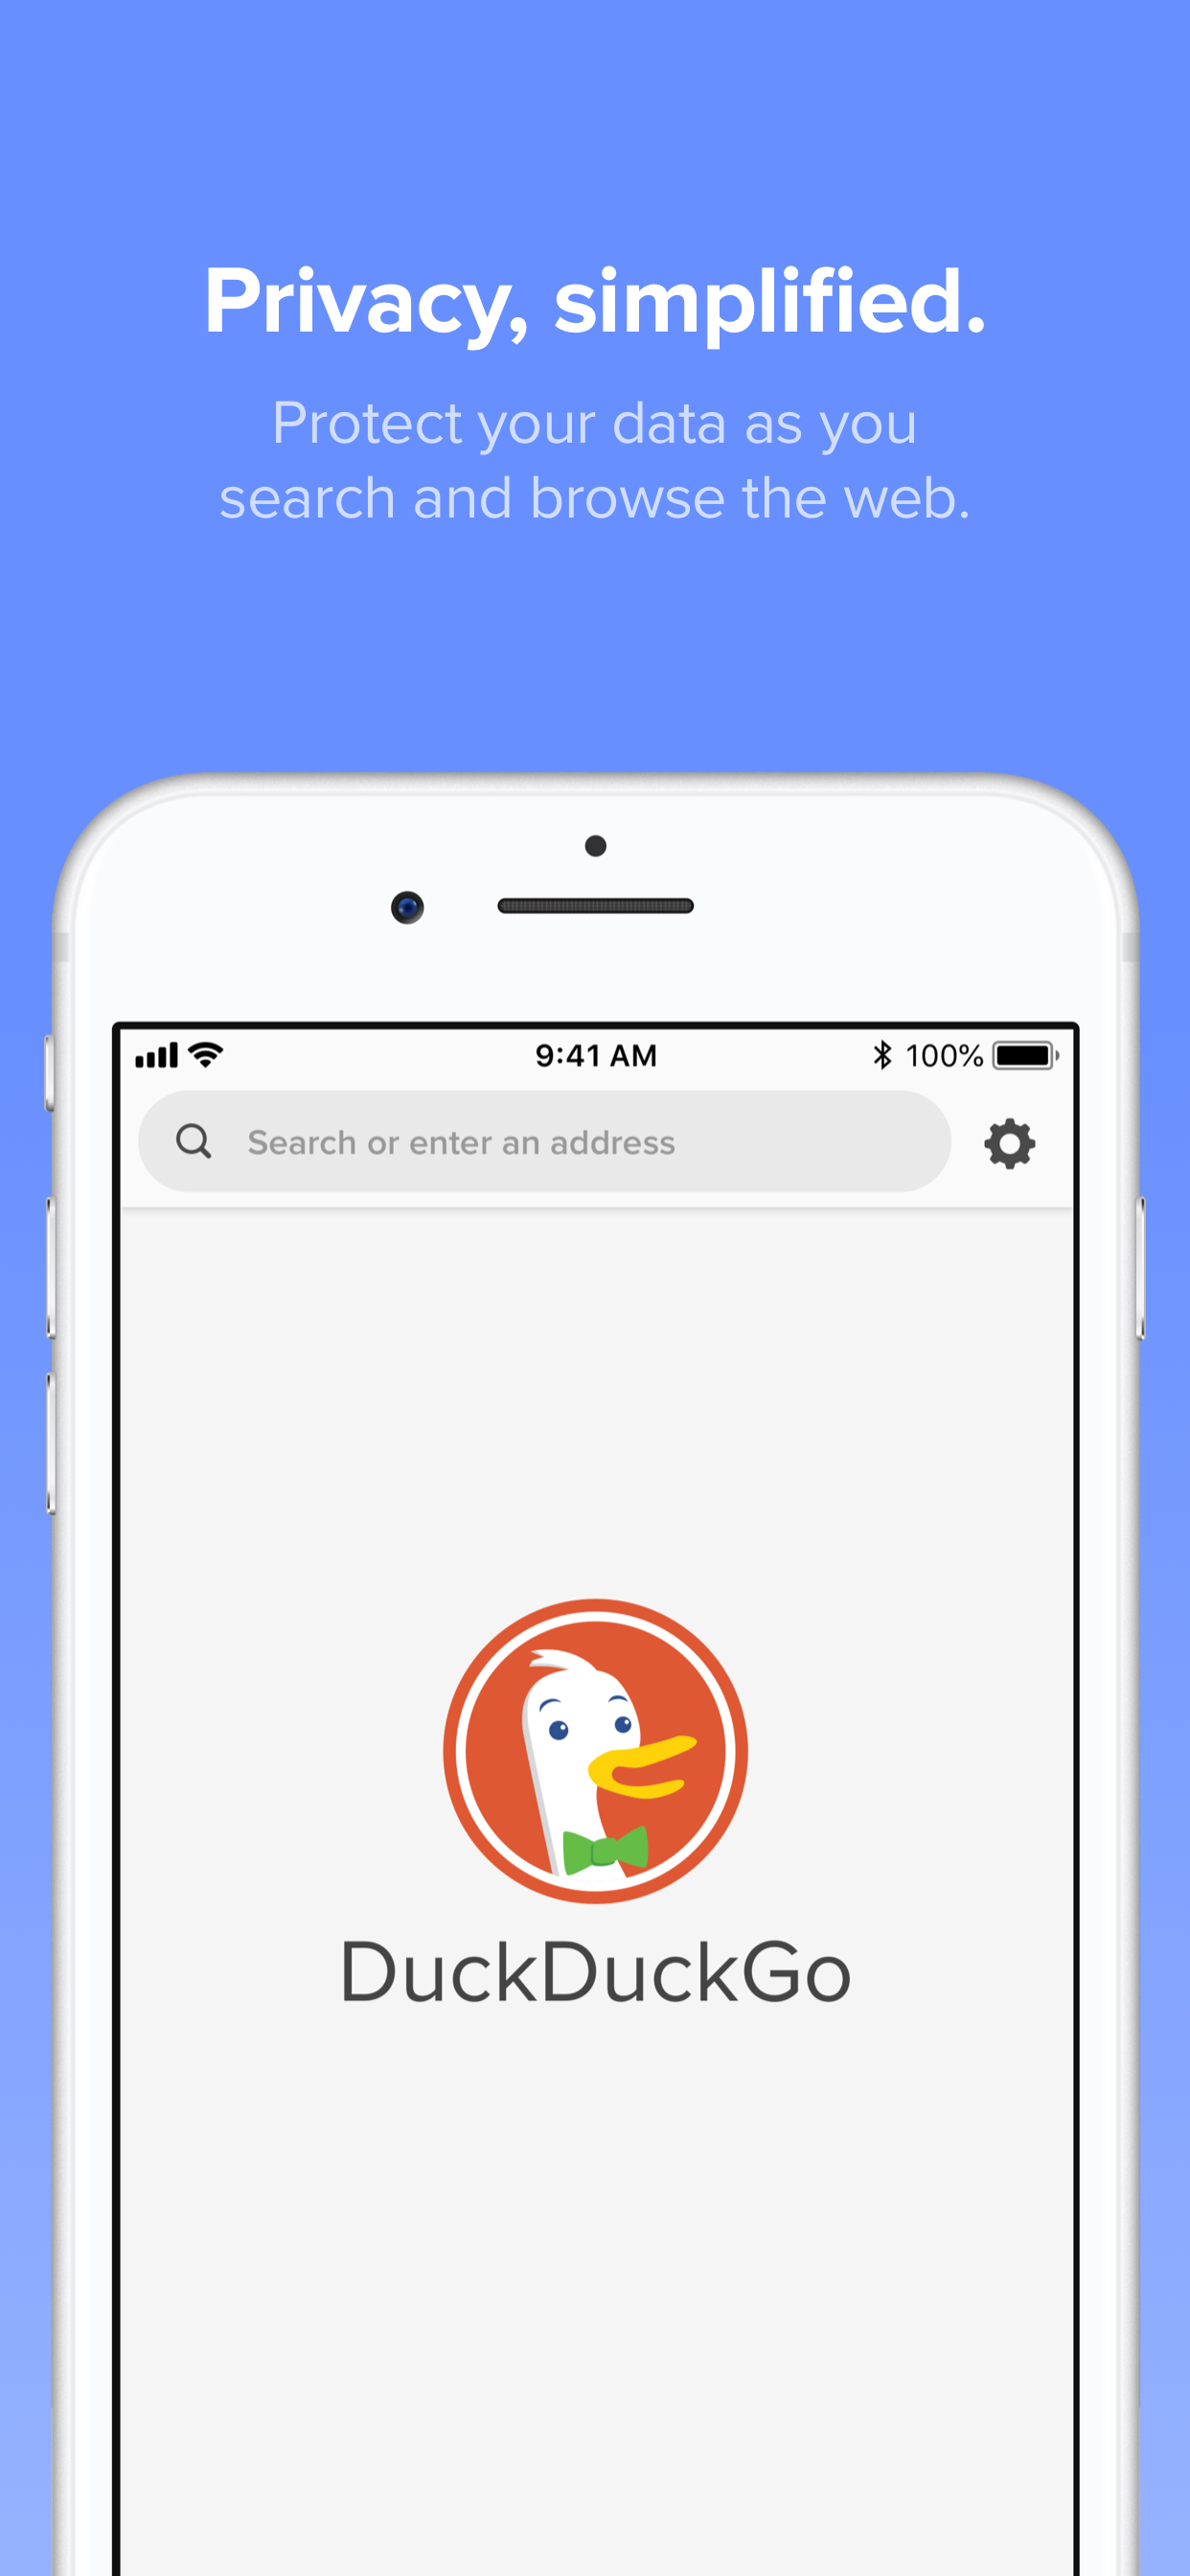 Privacy, simplified.
Protect your data as you
search and browse the web.
9:41 AM
100%
Search or enter an address
DuckDuckGo